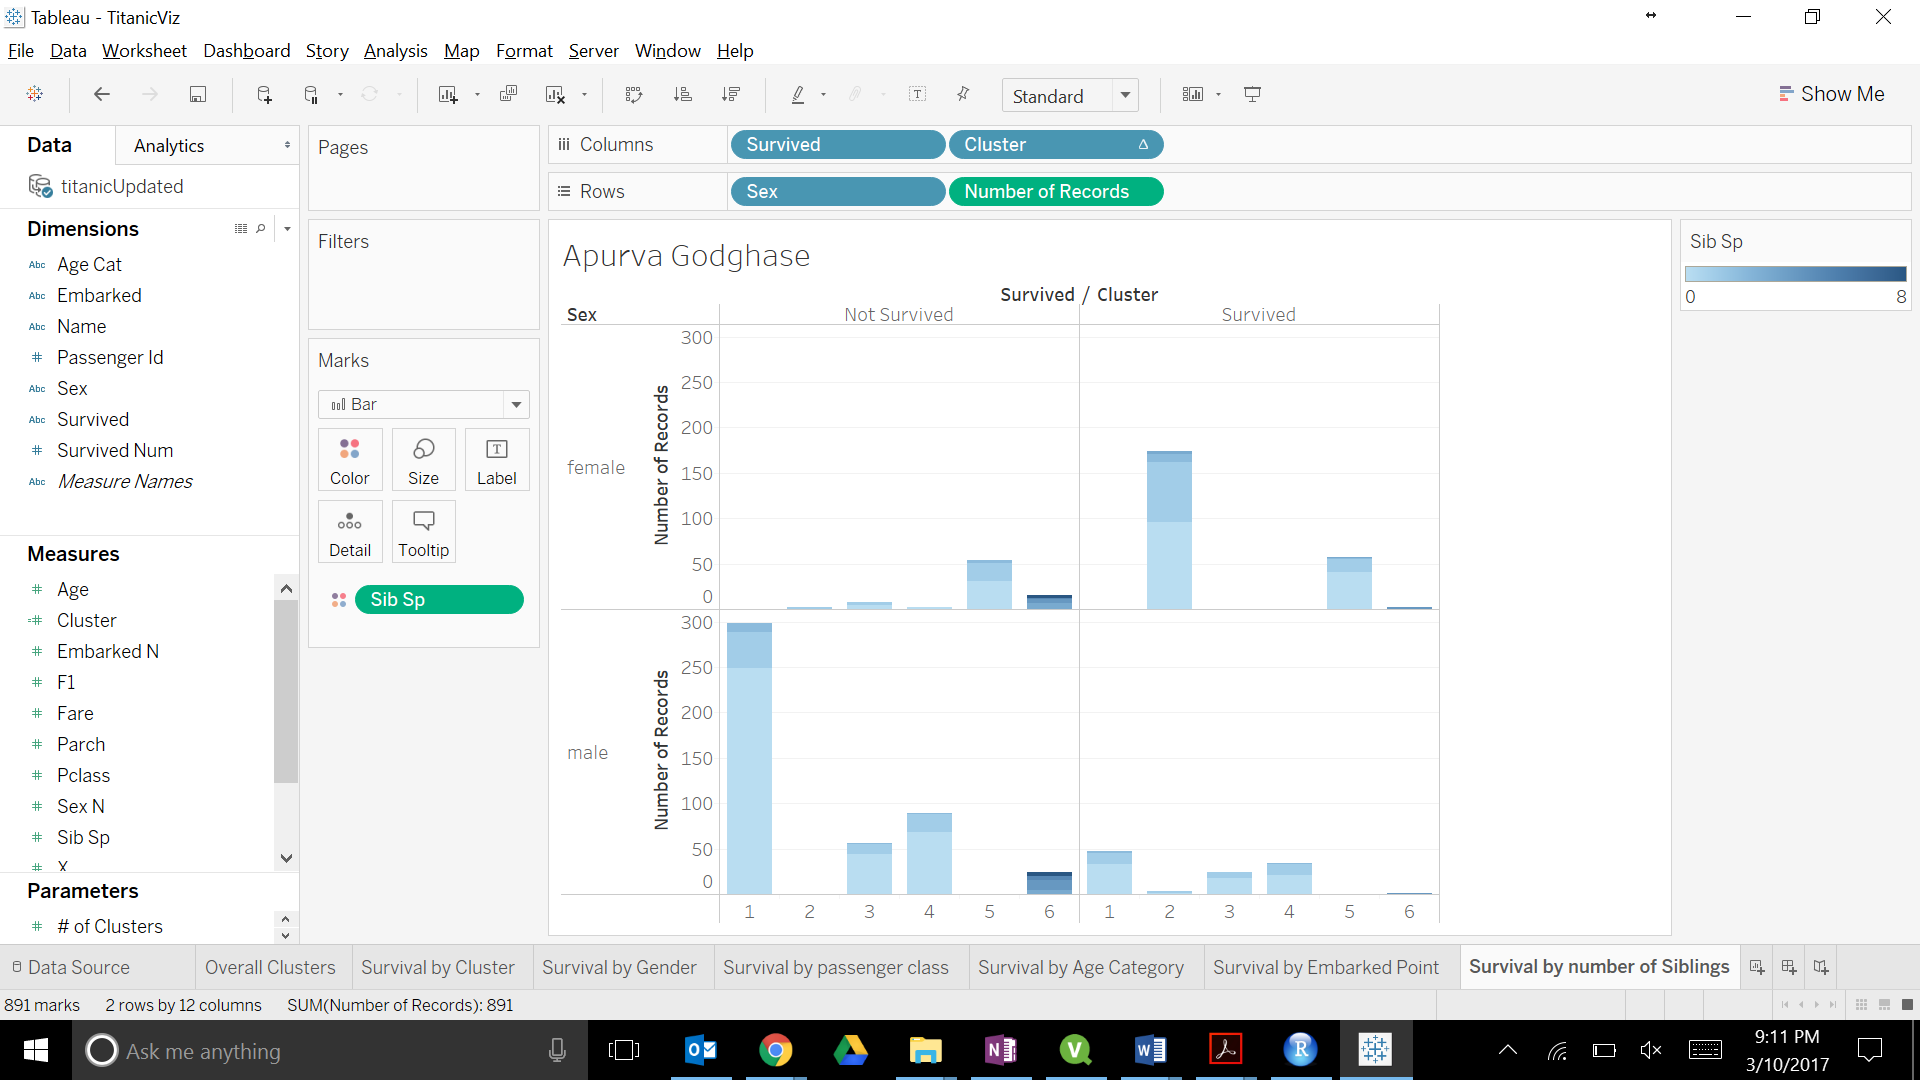 Tableau - TitanicViz
File Data Worksheet Dashboard Story Analysis Map Format Server Window Help
Standard
Show Me
Data Analytics
titanicUpdated
Dimensions
Abc Age Cat
Abc Embarked
Abc Name
# Passenger Id
Abc Sex
Abc Survived
# Survived Num
Abc Measure Names
Measures
# Age
# Cluster
# Embarked N
# F1
# Fare
# Parch
# Pclass
# Sex N
# Sib Sp
# X
Parameters
# # of Clusters
Pages
Filters
Marks
Bar
Color Size Label
Detail Tooltip
Sib Sp
Columns Survived Cluster Δ
Rows Sex Number of Records
Apurva Godghase
Survived / Cluster
Sex Not Survived Survived
female
Number of Records
300
250
200
150
100
50
0
male
Number of Records
300
250
200
150
100
50
0
1 2 3 4 5 6 1 2 3 4 5 6
Sib Sp
0 8
Data Source Overall Clusters Survival by Cluster Survival by Gender Survival by passenger class Survival by Age Category Survival by Embarked Point Survival by number of Siblings
891 marks 2 rows by 12 columns SUM(Number of Records): 891
Ask me anything
9:11 PM
3/10/2017